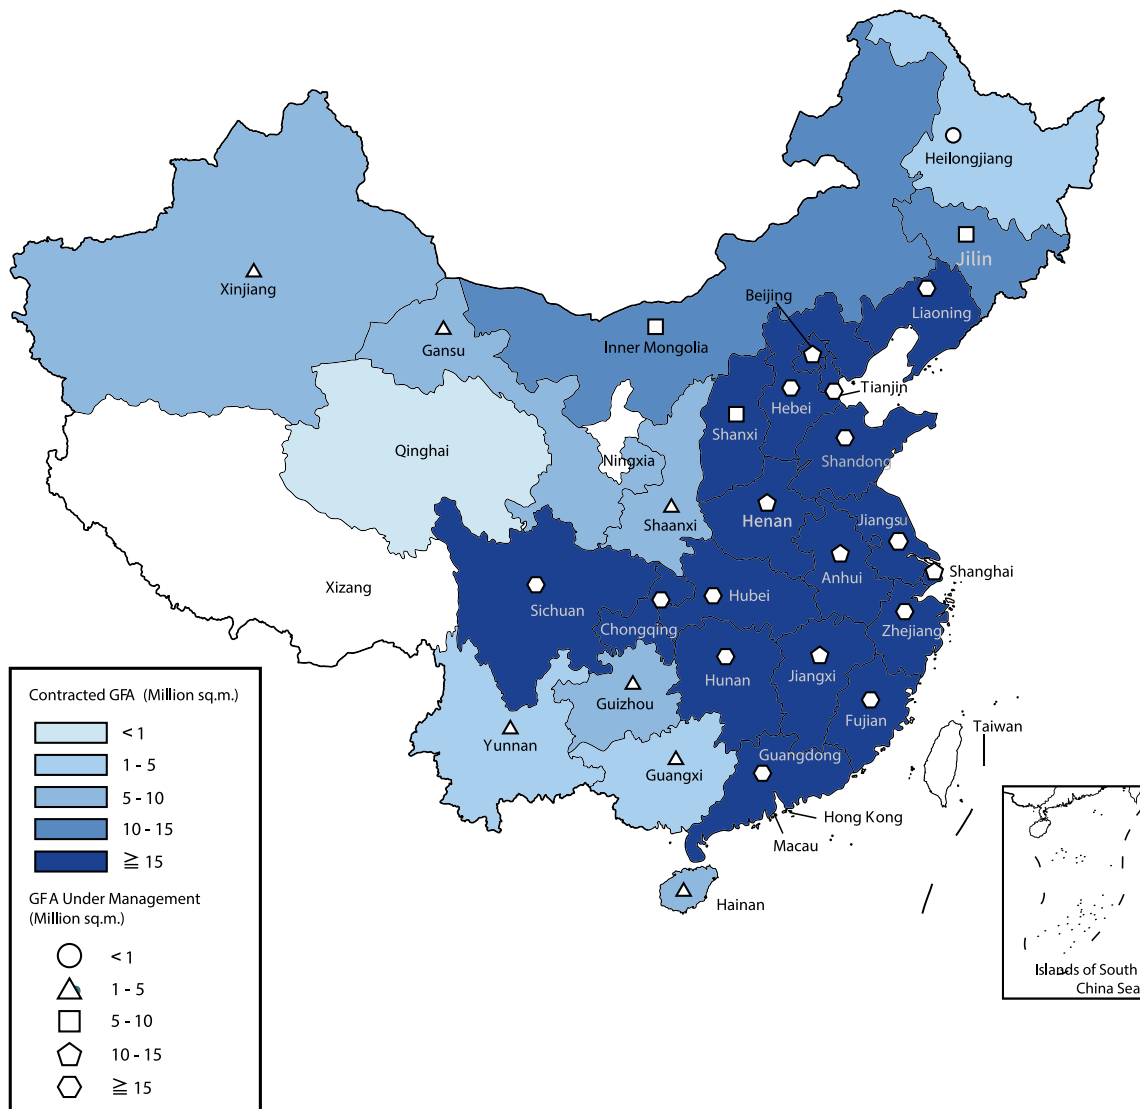 Heilongjiang
Jilin
Xinjiang
Beijing
Liaoning
Gansu
Inner Mongolia
Tianjin
Hebei
Shanxi
Qinghai
Ningxia
Shandong
Shaanxi
Henan
Jiangsu
Shanghai
Anhui
Xizang
Sichuan
Hubei
Chongqing
Zhejiang
Hunan
Jiangxi
Guizhou
Fujian
Taiwan
Yunnan
Guangxi
Guangdong
Hong Kong
Macau
Hainan
Contracted GFA (Million sq.m.)
< 1
1 - 5
5 - 10
10 - 15
≧ 15
GFA Under Management
(Million sq.m.)
< 1
1 - 5
5 - 10
10 - 15
≧ 15
Islands of South
China Sea